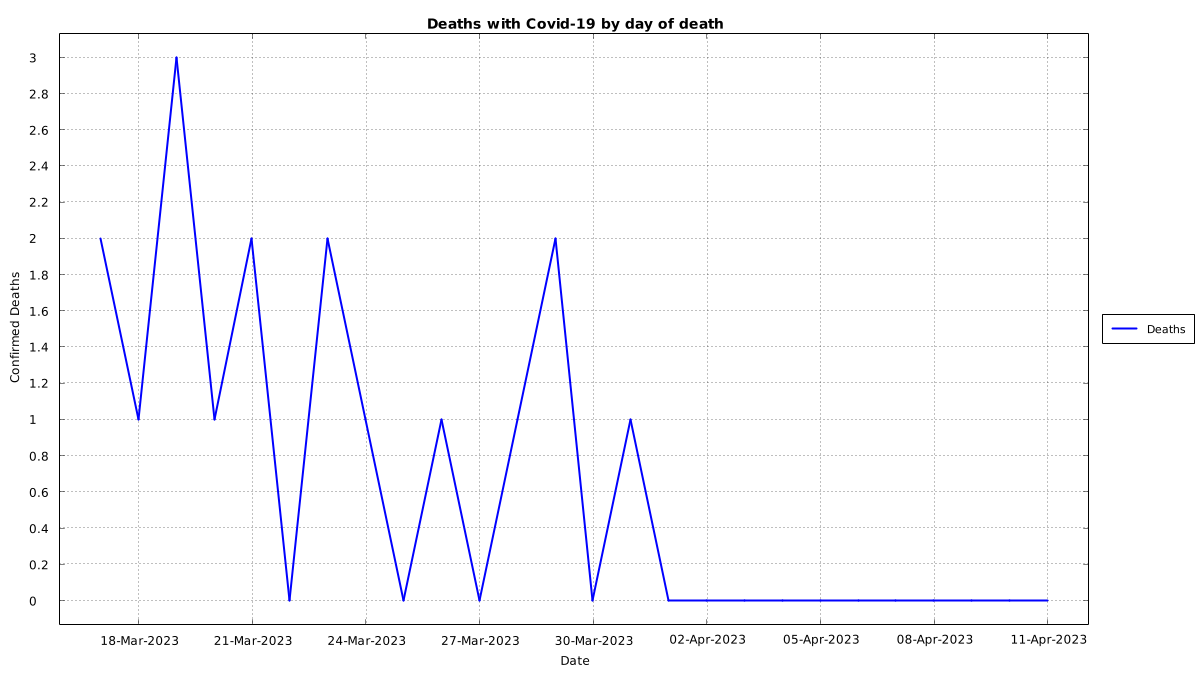 Deaths with Covid-19 by day of death
3
2.8
2.6
2.4
2.2
2
1.8
1.6
1.4
1.2
1
0.8
0.6
0.4
0.2
0
Confirmed Deaths
18-Mar-2023
21-Mar-2023
24-Mar-2023
27-Mar-2023
30-Mar-2023
02-Apr-2023
05-Apr-2023
08-Apr-2023
11-Apr-2023
Date
Deaths